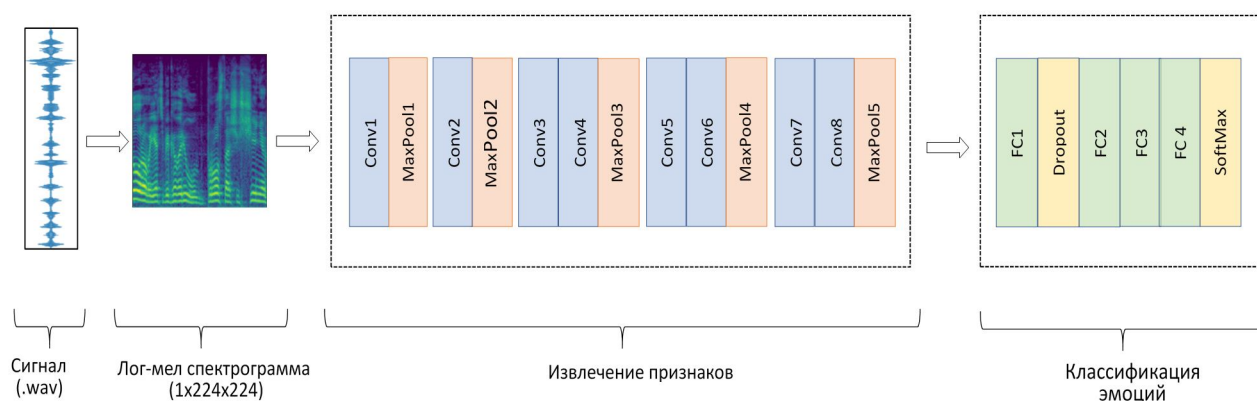 Conv1
MaxPool1
Conv2
MaxPool2
Conv3
Conv4
MaxPool3
Conv5
Conv6
MaxPool4
Conv7
Conv8
MaxPool5
FC1
Dropout
FC2
FC3
FC 4
SoftMax
Сигнал
(.wav)
Лог-мел спектрограмма
(1x224x224)
Извлечение признаков
Классификация
эмоций